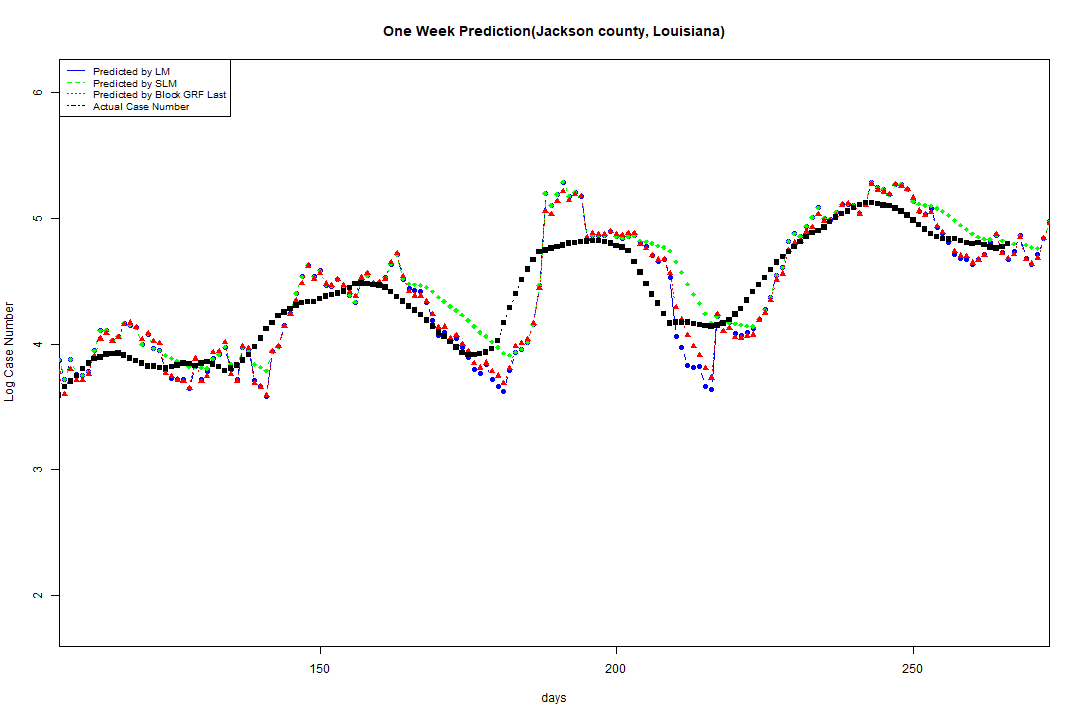 One Week Prediction(Jackson county, Louisiana)
Predicted by LM
Predicted by SLM
Predicted by Block GRF Last
Actual Case Number
6
5
4
3
2
Log Case Number
150
200
250
days